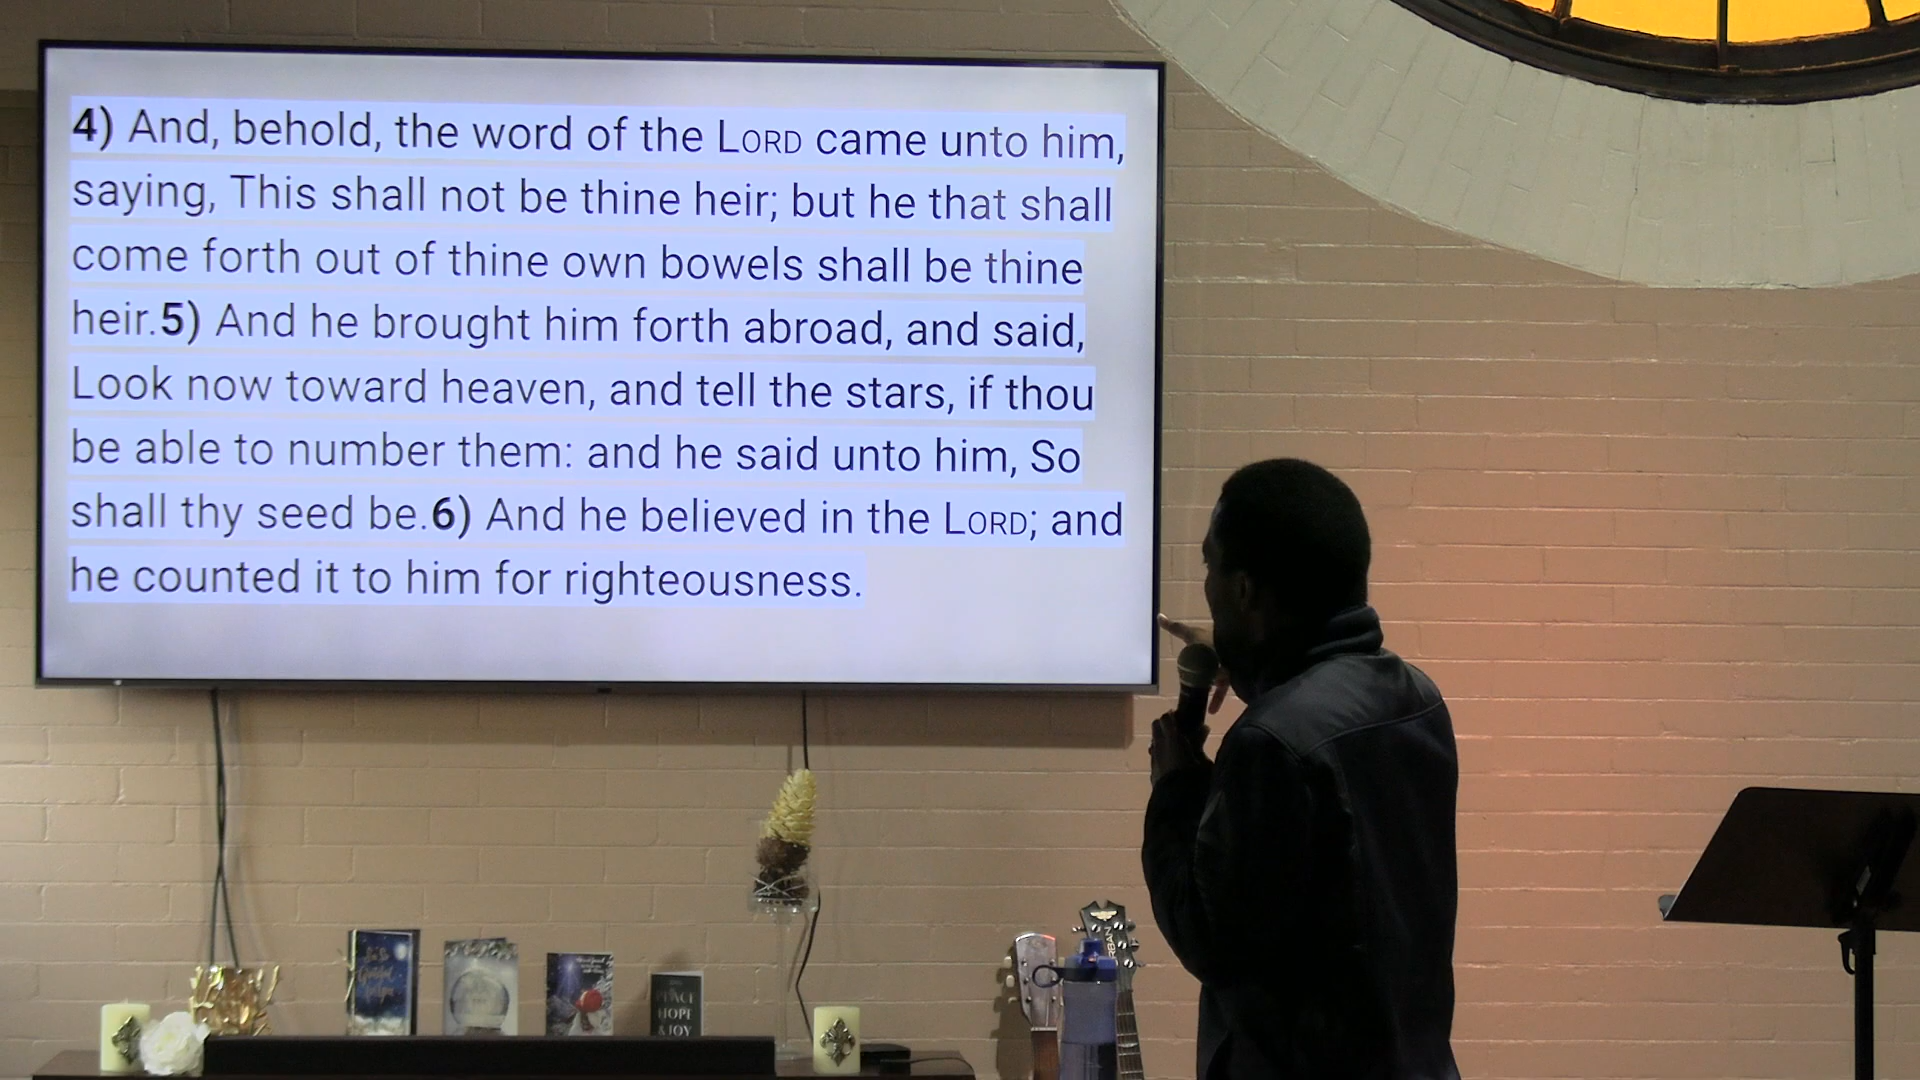 4) And, behold, the word of the LORD came unto him,
saying, This shall not be thine heir; but he that shall
come forth out of thine own bowels shall be thine
heir.5) And he brought him forth abroad, and said,
Look now toward heaven, and tell the stars, if thou
be able to number them: and he said unto him, So
shall thy seed be.6) And he believed in the LORD; and
he counted it to him for righteousness.
PEACE
HOPE
& JOY